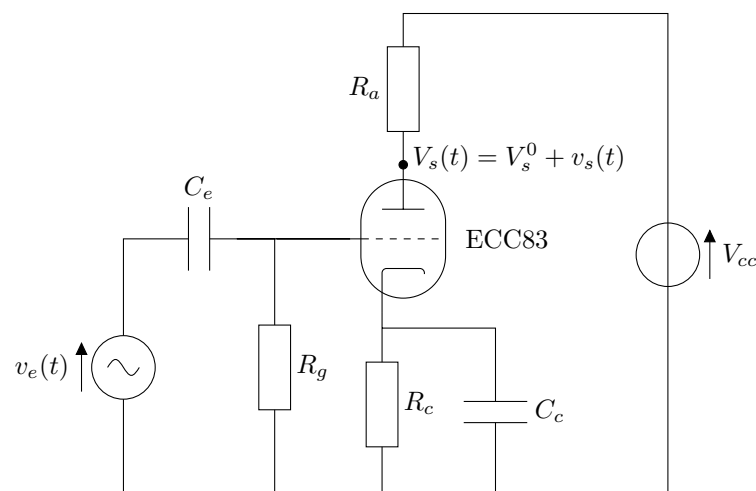 R_a
V_s(t) = V_s^0 + v_s(t)
C_e
ECC83
V_cc
v_e(t)
R_g
R_c
C_c